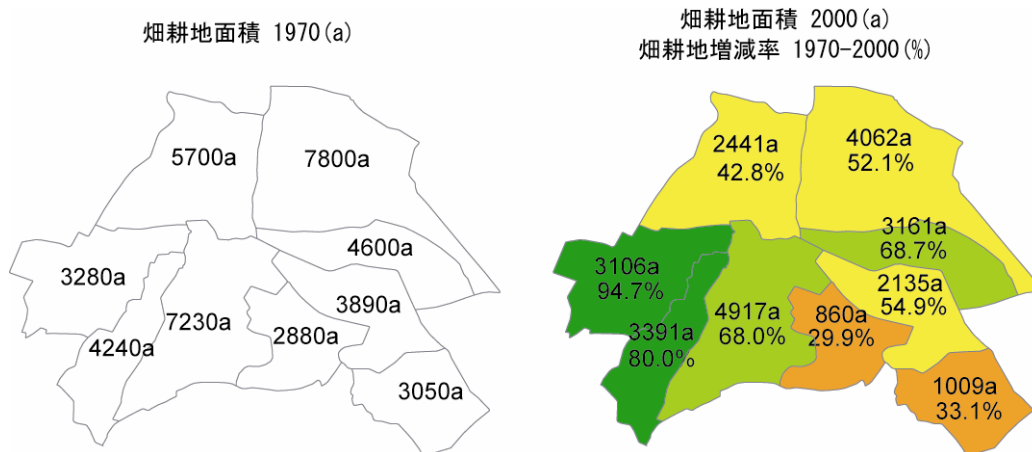 畑耕地面積 1970(a)
5700a
7800a
4600a
3280a
3890a
7230a
2880a
4240a
3050a
畑耕地面積 2000(a)
畑耕地増減率 1970-2000(%)
2441a
42.8%
4062a
52.1%
3161a
68.7%
3106a
94.7%
2135a
54.9%
4917a
68.0%
860a
29.9%
3391a
80.0%
1009a
33.1%